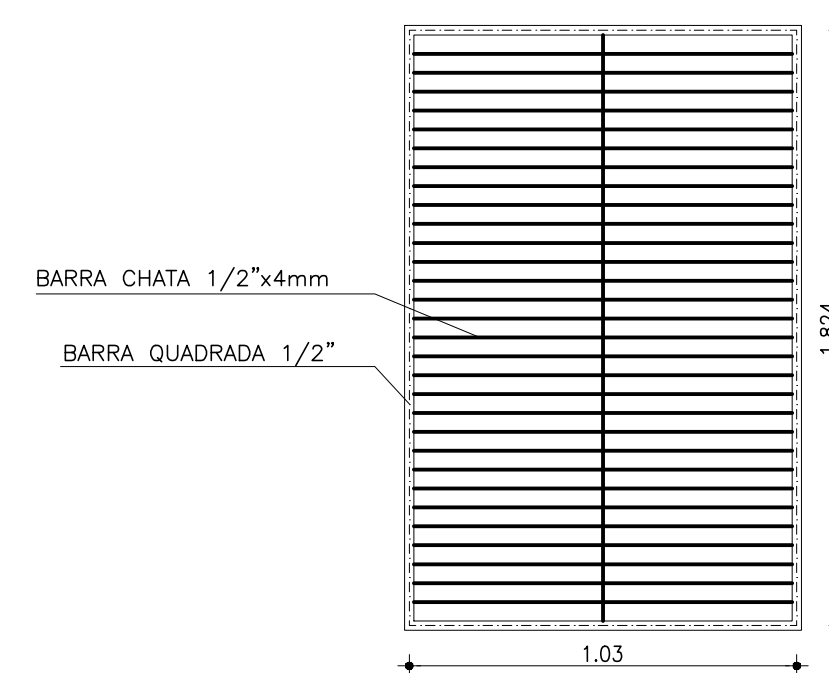 BARRA CHATA 1/2"x4mm
BARRA QUADRADA 1/2"
1.824
1.03